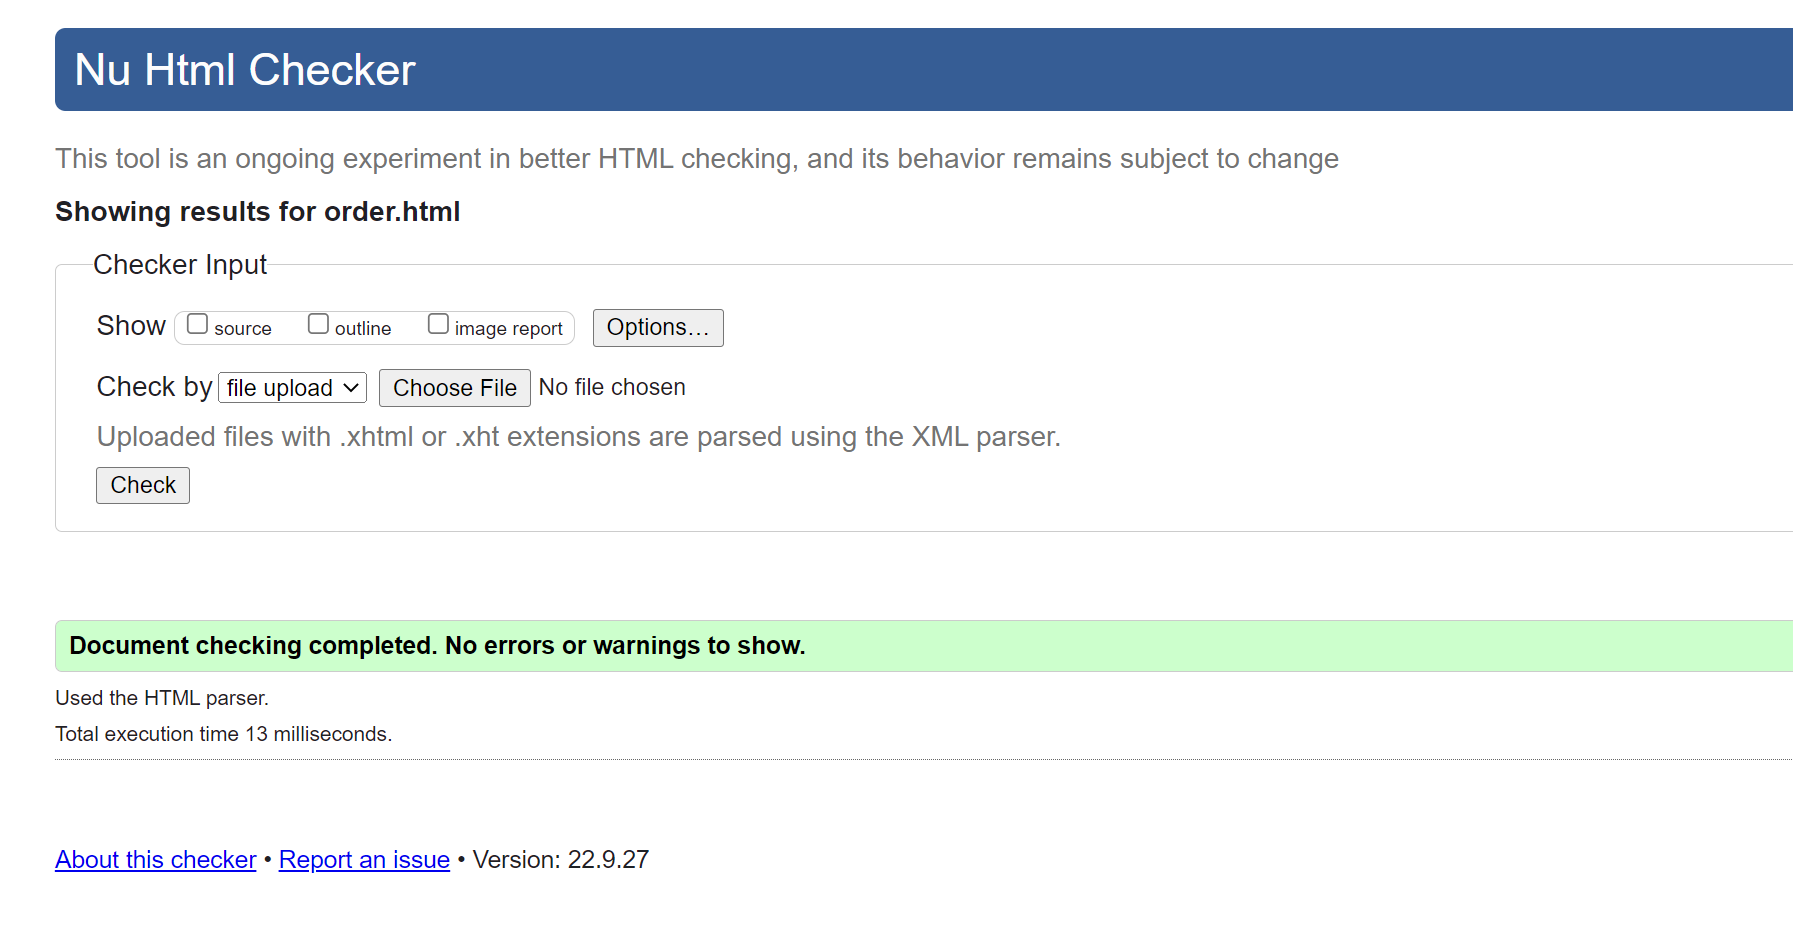 Nu Html Checker
This tool is an ongoing experiment in better HTML checking, and its behavior remains subject to change
Showing results for order.html
Checker Input
Show source outline image report Options...
Check by file upload Choose File No file chosen
Uploaded files with .xhtml or .xht extensions are parsed using the XML parser.
Check
Document checking completed. No errors or warnings to show.
Used the HTML parser.
Total execution time 13 milliseconds.
About this checker • Report an issue • Version: 22.9.27